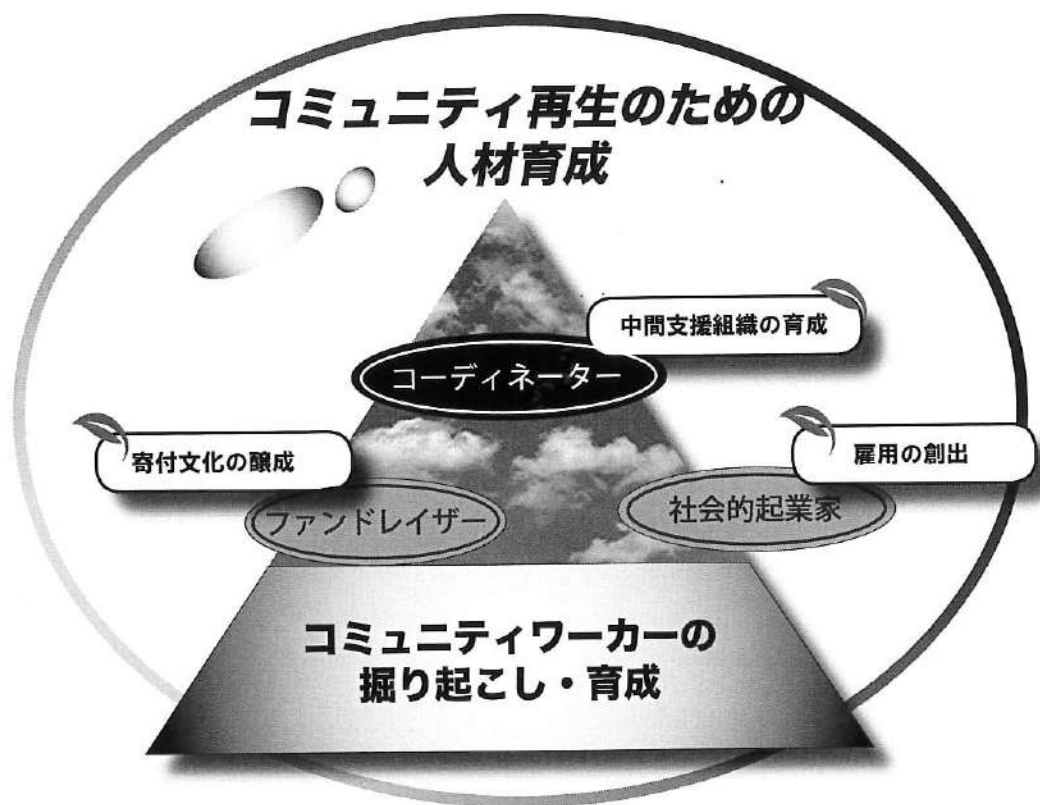 コミュニティ再生のための
人材育成
中間支援組織の育成
コーディネーター
寄付文化の醸成
雇用の創出
ファンドレイザー
社会的起業家
コミュニティワーカーの
掘り起こし・育成